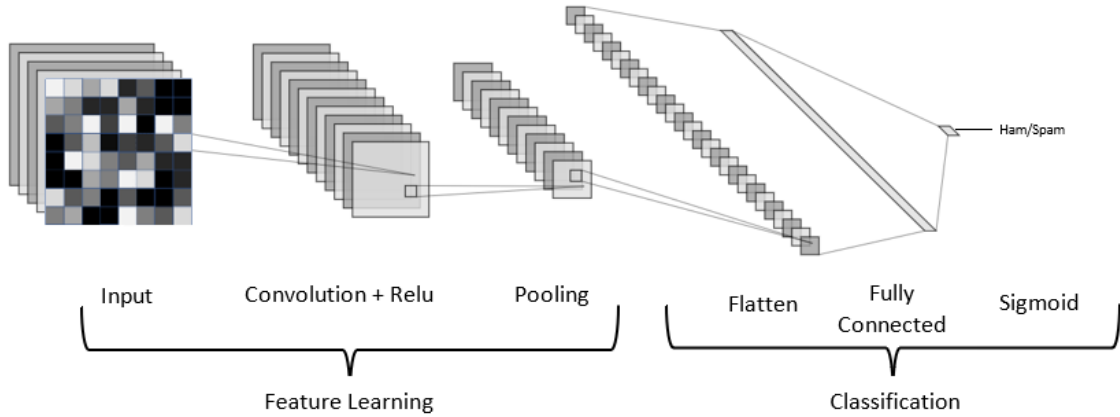 Ham/Spam
Input
Convolution + Relu
Pooling
Flatten
Fully
Connected
Sigmoid
Feature Learning
Classification